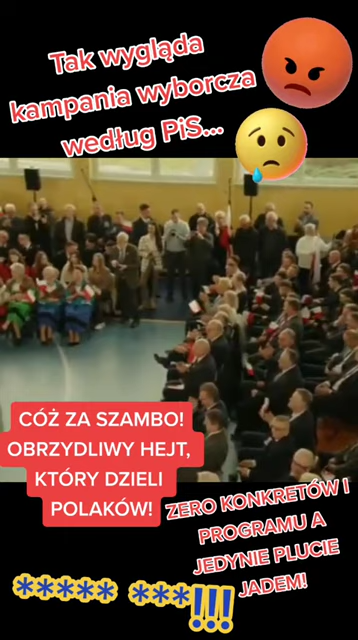 Tak wygląda
kampania wyborcza
według PiS...
CÓŻ ZA SZAMBO!
OBRZYDLIWY HEJT,
KTÓRY DZIELI
POLAKÓW!
ZERO KONKRETÓW I
PROGRAMU A
JEDYNIE PLUCIE
JADEM!
***** ***!!!